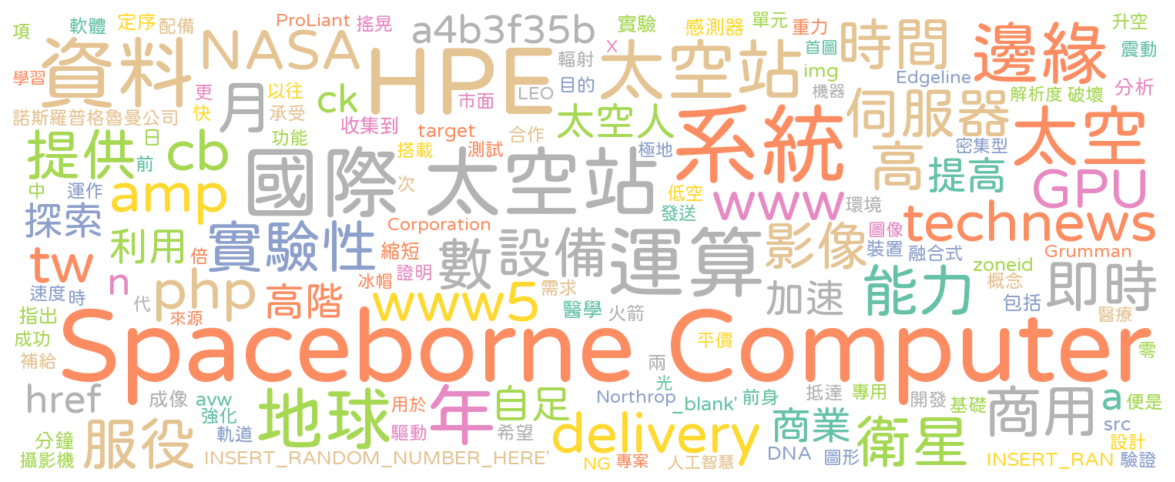 項 軟體 定序 配備 ProLiant 搖晃 a4b3f35b 實驗 感測器 單元 重力 升空
學習 資料 NASA HPE 輻射 X 太空站 首圖 時間 邊緣 震動
更 以往 LEO 目的 img Edgeline 解析度 破壞 分析
諾斯羅普格魯曼公司 快 月 承受 ck 市面 太空人 機器 伺服器 太空
日 功能 收集到 target 合作 系統 密集型
提供 前 cb 搭載 測試 極地 高 提高 GPU
中 運作 amp 國際 太空站 次 低空 www 環境
探索 利用 實驗性 Corporation 發送 圖像 technews
tw 倍 縮短 數 設備 運算 影像 裝置 融合式 Grumman
n 證明 冰帽 需求 zoneid 概念 即時
速度 時 代 php 高階 www5 醫學 火箭 加速 能力 包括
指出 來源 醫療
成功 Spaceborne Computer 平價 零
補給 兩
href 成像 avw 地球 用於 年 自足 Northrop 光 _blank' 前身 抵達 專用 開發 基礎 商用 a 便是
強化 src
分鐘 服役 軌道 驅動 希望 delivery 商業 衛星 設計
攝影機 INSERT_RANDOM_NUMBER_HERE' NG 專案 人工智慧 DNA 圖形 INSERT_RAN 驗證